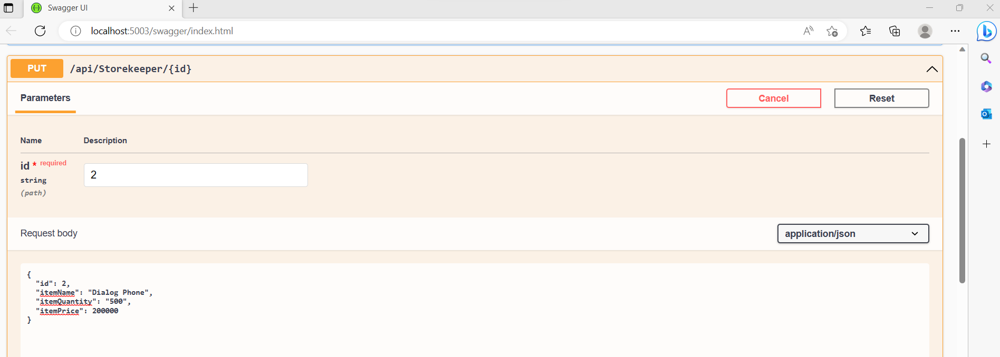 Swagger UI
localhost:5003/swagger/index.html
PUT /api/Storekeeper/{id}
Parameters
Cancel
Reset
Name Description
id * required
string
(path)
2
Request body
application/json
{
"id": 2,
"itemName": "Dialog Phone",
"itemQuantity": "500",
"itemPrice": 200000
}